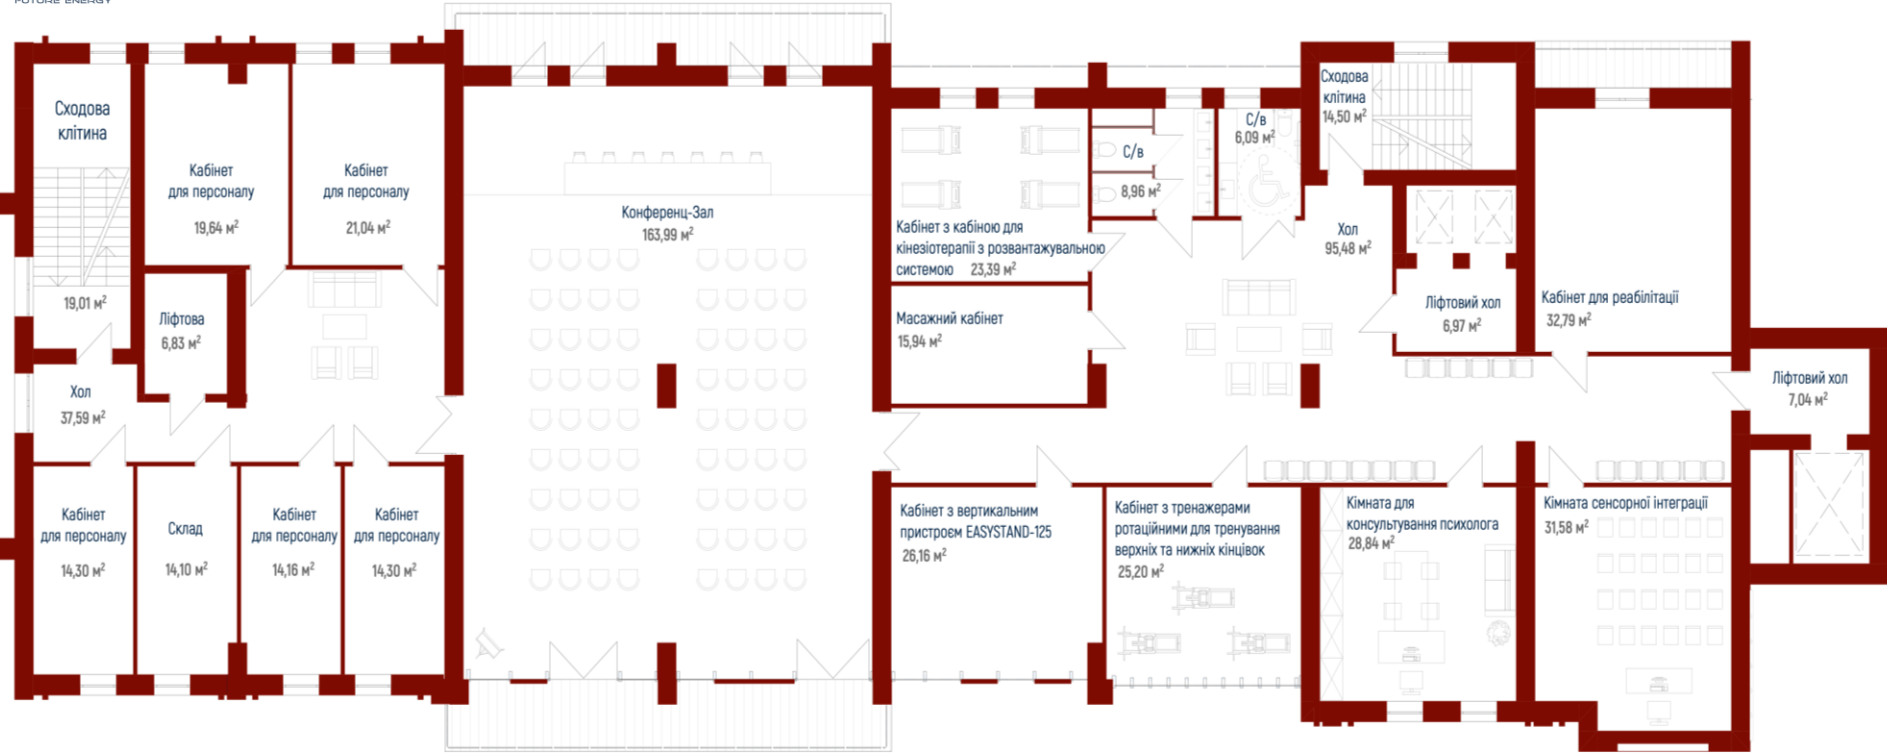 FUTURE ENERGY
Сходова
клітина
19,01 м²
Кабінет
для персоналу
19,64 м²
Кабінет
для персоналу
21,04 м²
Ліфтова
6,83 м²
Хол
37,59 м²
Кабінет
для персоналу
14,30 м²
Склад
14,10 м²
Кабінет
для персоналу
14,16 м²
Кабінет
для персоналу
14,30 м²
Конференц-Зал
163,99 м²
Кабінет з кабіною для
кінезіотерапії з розвантажувальною
системою 23,39 м²
Масажний кабінет
15,94 м²
С/в
8,96 м²
С/в
6,09 м²
Сходова
клітина
14,50 м²
Хол
95,48 м²
Ліфтовий хол
6,97 м²
Кабінет для реабілітації
32,79 м²
Ліфтовий хол
7,04 м²
Кабінет з вертикальним
пристроєм EASYSTAND-125
26,16 м²
Кабінет з тренажерами
ротаційними для тренування
верхніх та нижніх кінцівок
25,20 м²
Кімната для
консультування психолога
28,84 м²
Кімната сенсорної інтеграції
31,58 м²